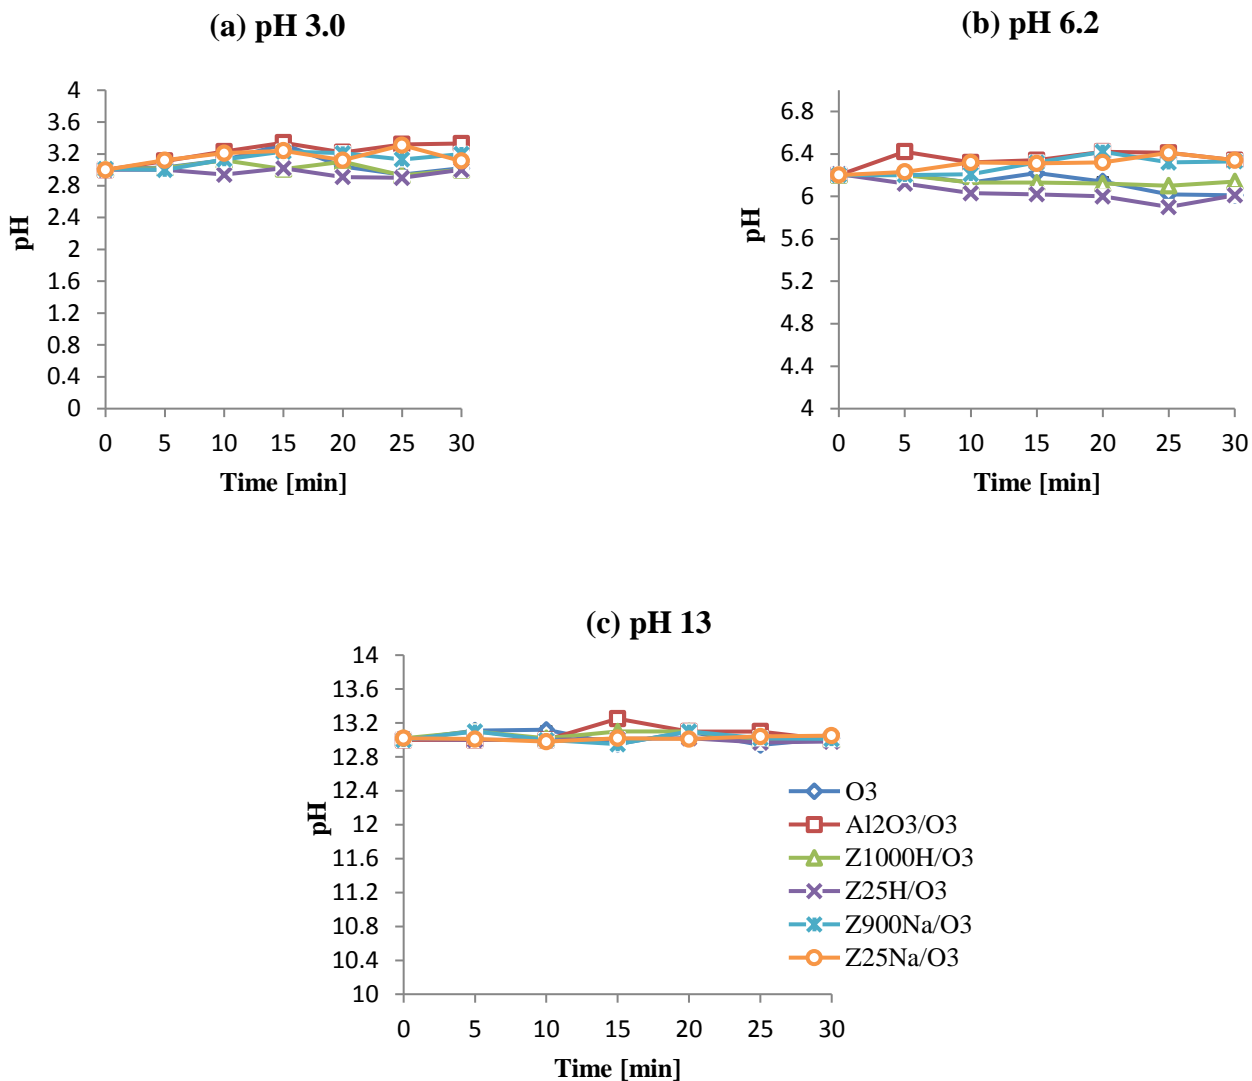 (a) pH 3.0
4
3.6
3.2
2.8
2.4
2
1.6
1.2
0.8
0.4
0
pH
0 5 10 15 20 25 30
Time [min]
(b) pH 6.2
6.8
6.4
6
5.6
5.2
4.8
4.4
4
pH
0 5 10 15 20 25 30
Time [min]
(c) pH 13
14
13.6
13.2
12.8
12.4
12
11.6
11.2
10.8
10.4
10
pH
0 5 10 15 20 25 30
Time [min]
O3
Al2O3/O3
Z1000H/O3
Z25H/O3
Z900Na/O3
Z25Na/O3